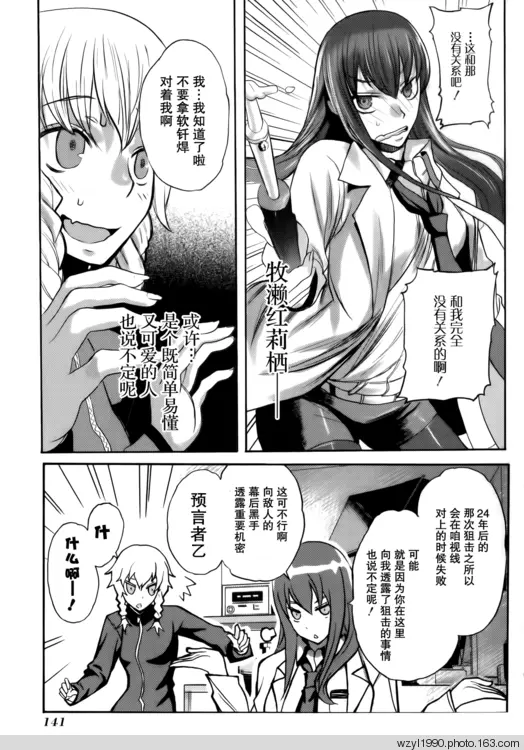 …这和那
没有关系吧！
和我完全
没有关系的啊！
牧濑红莉栖——
我…我知道了啦
不要拿软钎焊
对着我啊
或许…
是个既简单易懂
又可爱的人
也说不定呢
24年后的
那次狙击之所以
会在咱视线
对上的时候失败
可能
就是因为你在这里
向我透露了狙击的事情
也说不定呢！
这可不行啊
向敌人的
幕后黑手
透露重要机密
预言者乙
什
什么啊—！
141
wzyl1990.photo.163.com